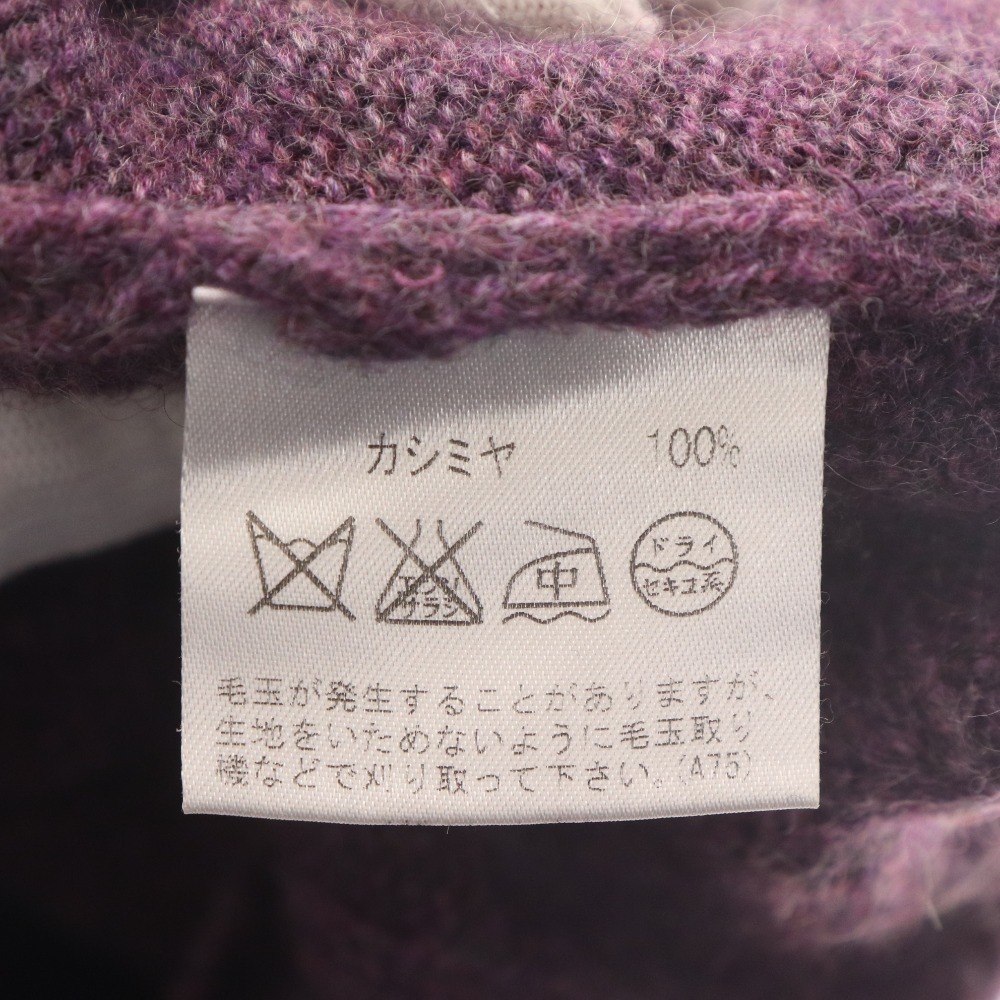 カシミヤ 100%
エンソ
サラシ
中
ドライ
セキユ系
毛玉が発生することがありますが、
生地をいためないように毛玉取り
機などで刈り取って下さい。(A75)